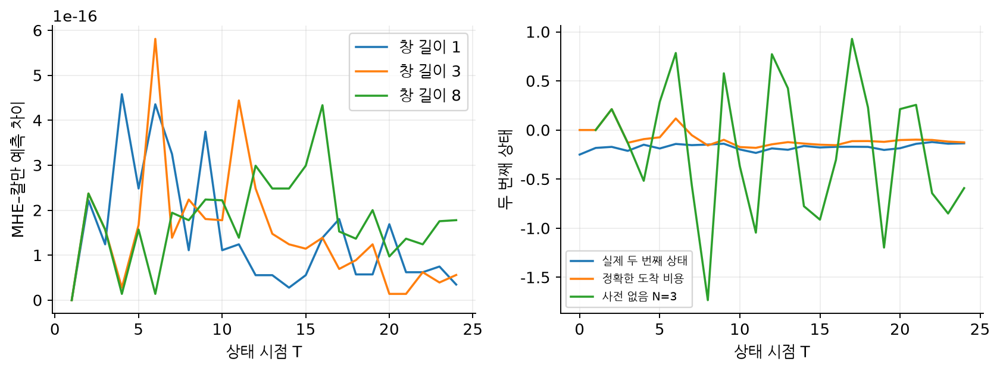 1e-16
6
5
4
3
2
1
0
MHE–칼만 예측 차이
창 길이 1
창 길이 3
창 길이 8
0 5 10 15 20 25
상태 시점 T
1.0
0.5
0.0
-0.5
-1.0
-1.5
두 번째 상태
실제 두 번째 상태
정확한 도착 비용
사전 없음 N=3
0 5 10 15 20 25
상태 시점 T